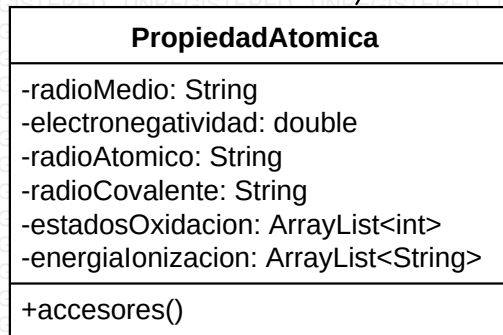 PropiedadAtomica
-radioMedio: String
-electronegatividad: double
-radioAtomico: String
-radioCovalente: String
-estadosOxidacion: ArrayList<int>
-energiaIonizacion: ArrayList<String>
+accesores()